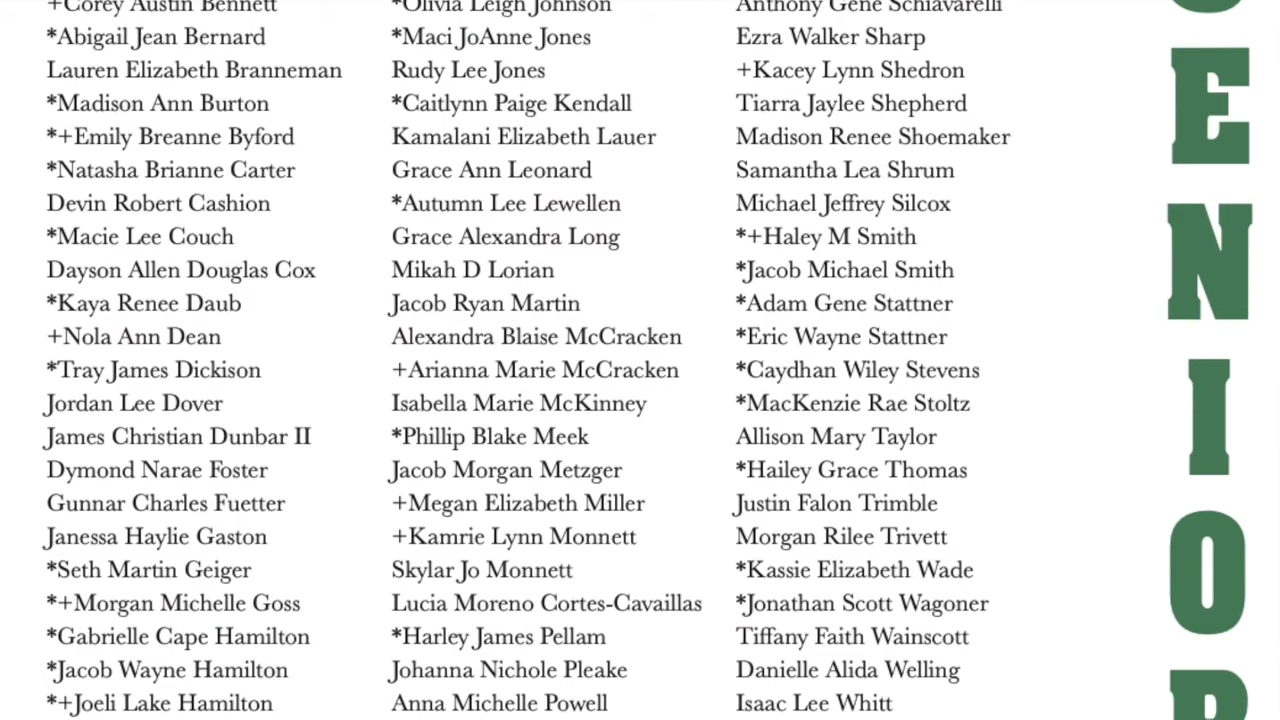 +Corey Austin Bennett
*Abigail Jean Bernard
Lauren Elizabeth Branneman
*Madison Ann Burton
*+Emily Breanne Byford
*Natasha Brianne Carter
Devin Robert Cashion
*Macie Lee Couch
Dayson Allen Douglas Cox
*Kaya Renee Daub
+Nola Ann Dean
*Tray James Dickison
Jordan Lee Dover
James Christian Dunbar II
Dymond Narae Foster
Gunnar Charles Fuetter
Janessa Haylie Gaston
*Seth Martin Geiger
*+Morgan Michelle Goss
*Gabrielle Cape Hamilton
*Jacob Wayne Hamilton
*+Joeli Lake Hamilton
*Olivia Leigh Johnson
*Maci JoAnne Jones
Rudy Lee Jones
*Caitlynn Paige Kendall
Kamalani Elizabeth Lauer
Grace Ann Leonard
*Autumn Lee Lewellen
Grace Alexandra Long
Mikah D Lorian
Jacob Ryan Martin
Alexandra Blaise McCracken
+Arianna Marie McCracken
Isabella Marie McKinney
*Phillip Blake Meek
Jacob Morgan Metzger
+Megan Elizabeth Miller
+Kamrie Lynn Monnett
Skylar Jo Monnett
Lucia Moreno Cortes-Cavaillas
*Harley James Pellam
Johanna Nichole Pleake
Anna Michelle Powell
Anthony Gene Schiavarelli
Ezra Walker Sharp
+Kacey Lynn Shedron
Tiarra Jaylee Shepherd
Madison Renee Shoemaker
Samantha Lea Shrum
Michael Jeffrey Silcox
*+Haley M Smith
*Jacob Michael Smith
*Adam Gene Stattner
*Eric Wayne Stattner
*Caydhan Wiley Stevens
*MacKenzie Rae Stoltz
Allison Mary Taylor
*Hailey Grace Thomas
Justin Falon Trimble
Morgan Rilee Trivett
*Kassie Elizabeth Wade
*Jonathan Scott Wagoner
Tiffany Faith Wainscott
Danielle Alida Welling
Isaac Lee Whitt
E
N
I
O
R